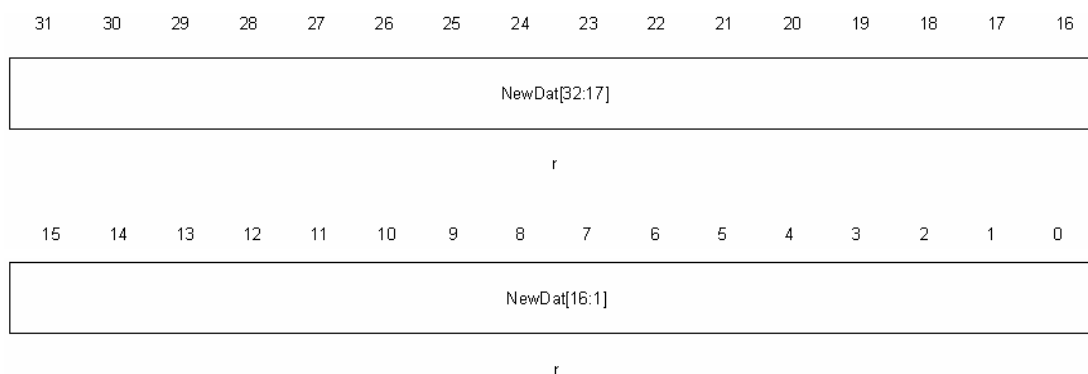 31 30 29 28 27 26 25 24 23 22 21 20 19 18 17 16
NewDat[32:17]
r
15 14 13 12 11 10 9 8 7 6 5 4 3 2 1 0
NewDat[16:1]
r